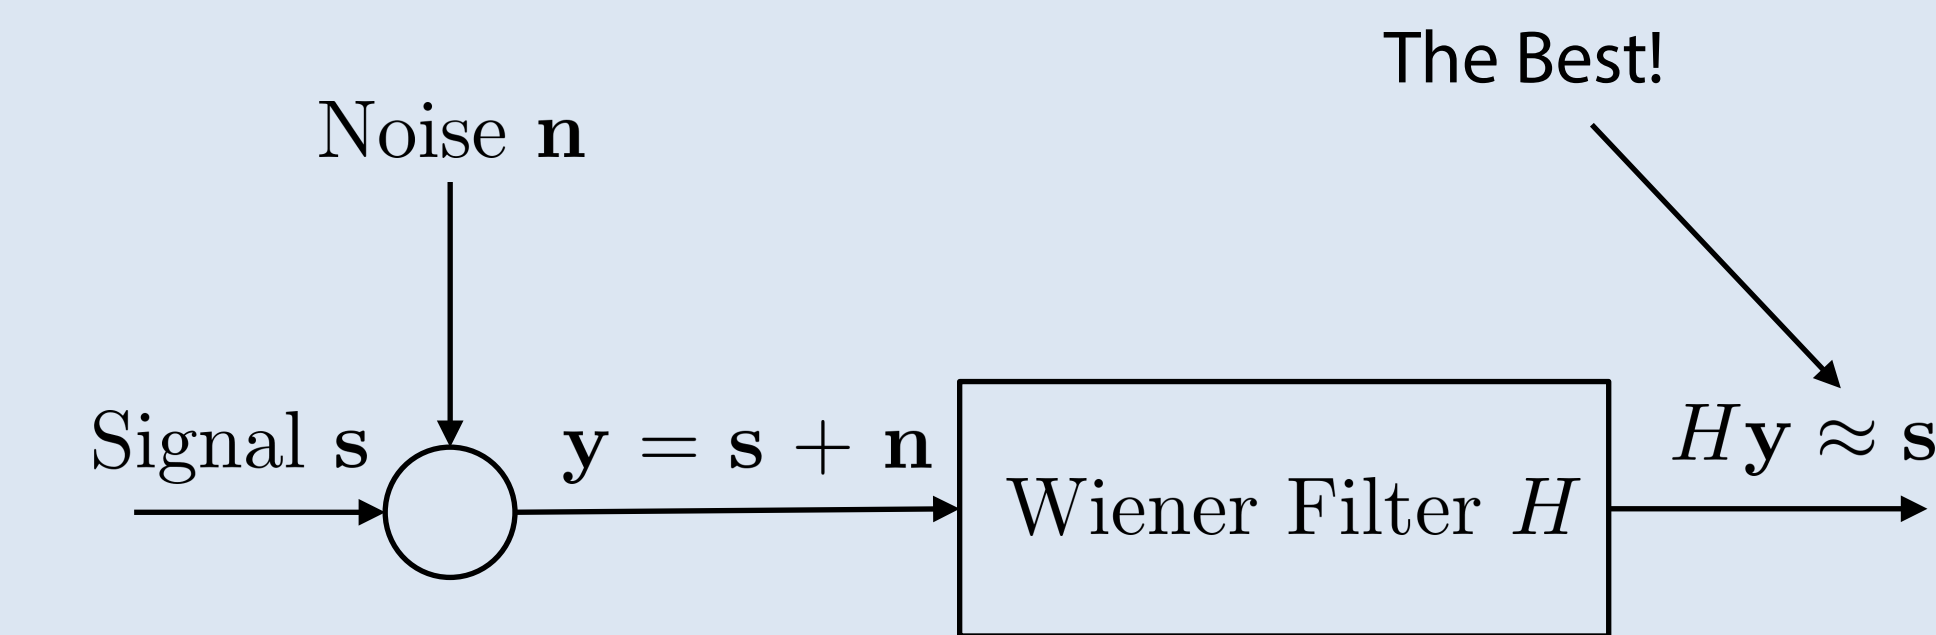 The Best!
Noise n
Signal s
y = s + n
Wiener Filter H
Hy ≈ s